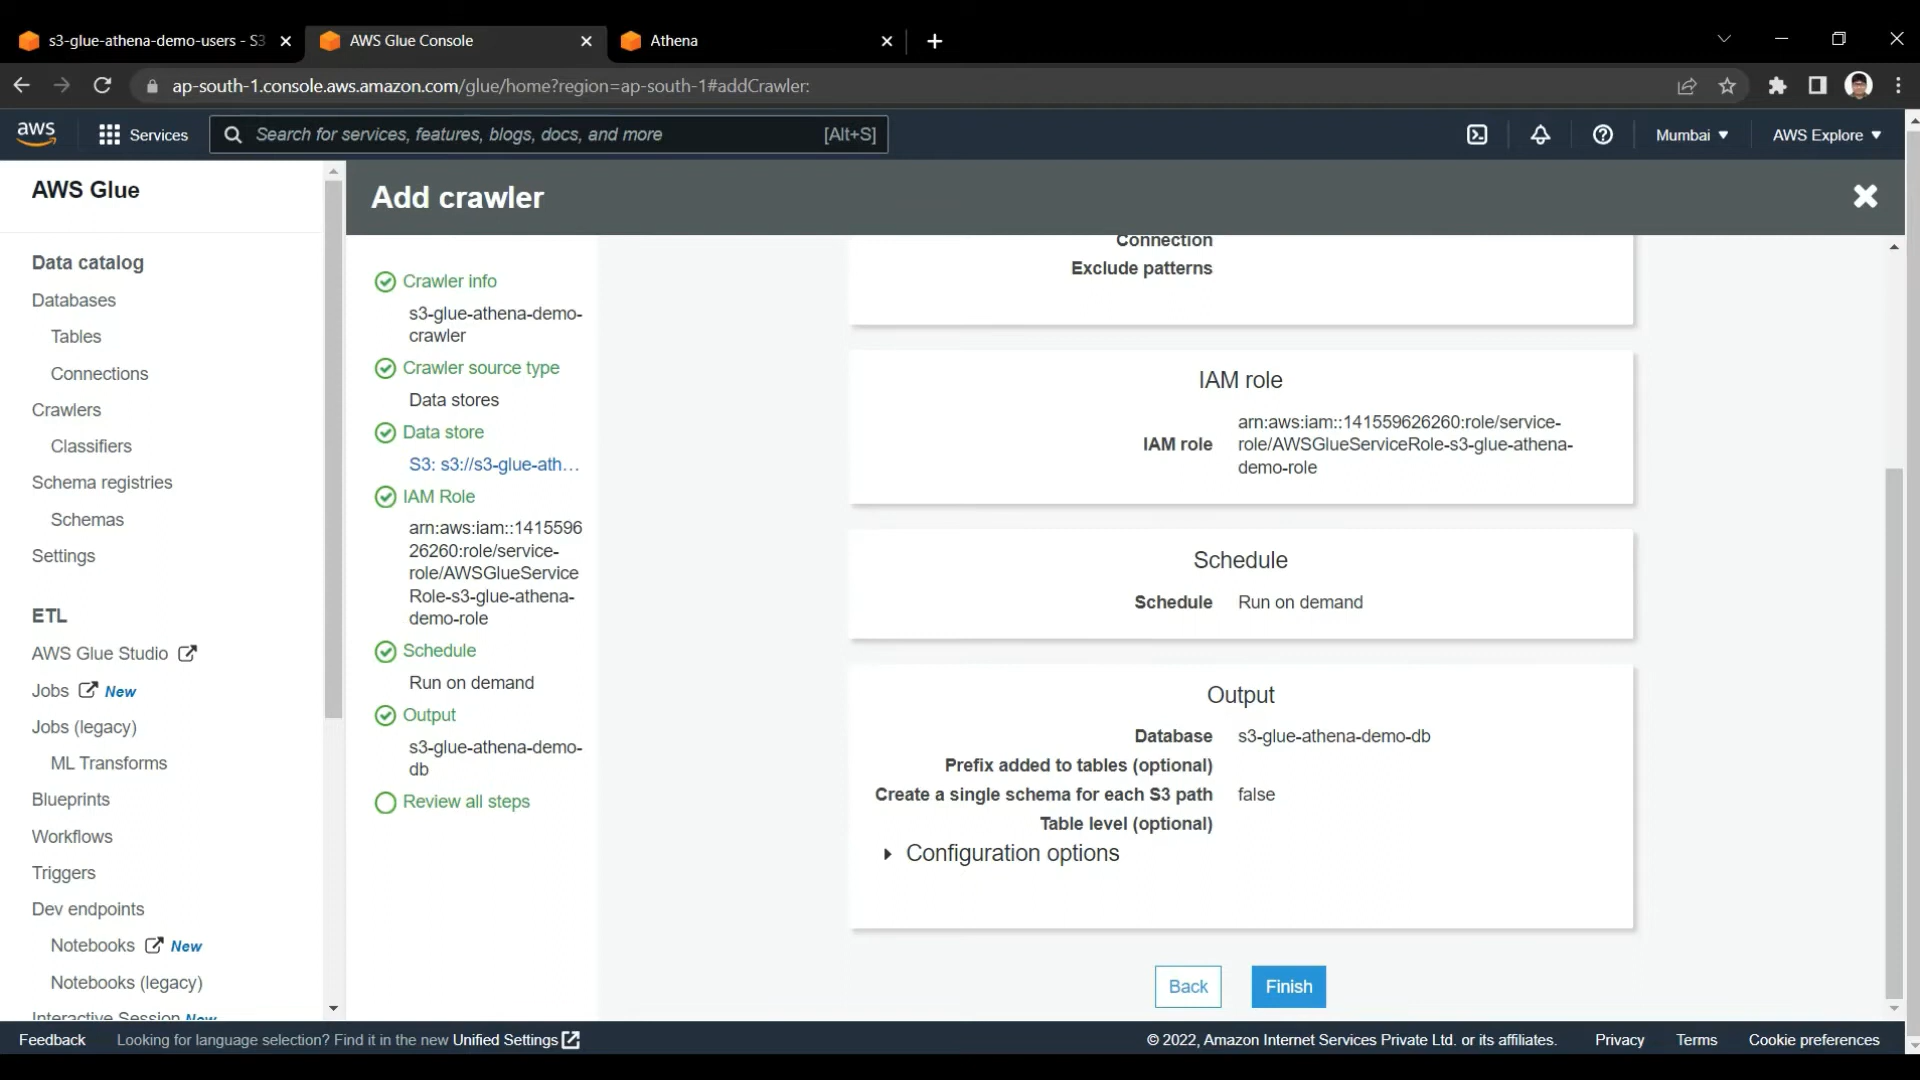 s3-glue-athena-demo-users - S3
AWS Glue Console
Athena
ap-south-1.console.aws.amazon.com/glue/home?region=ap-south-1#addCrawler:
aws
Services
Search for services, features, blogs, docs, and more
[Alt+S]
Mumbai
AWS Explore
AWS Glue
Data catalog
Databases
Tables
Connections
Crawlers
Classifiers
Schema registries
Schemas
Settings
ETL
AWS Glue Studio
Jobs New
Jobs (legacy)
ML Transforms
Blueprints
Workflows
Triggers
Dev endpoints
Notebooks New
Notebooks (legacy)
Interactive Session New
Add crawler
Crawler info
s3-glue-athena-demo-
crawler
Crawler source type
Data stores
Data store
S3: s3://s3-glue-ath...
IAM Role
arn:aws:iam::1415596
26260:role/service-
role/AWSGlueService
Role-s3-glue-athena-
demo-role
Schedule
Run on demand
Output
s3-glue-athena-demo-
db
Review all steps
Connection
Exclude patterns
IAM role
IAM role
arn:aws:iam::141559626260:role/service-
role/AWSGlueServiceRole-s3-glue-athena-
demo-role
Schedule
Schedule Run on demand
Output
Database s3-glue-athena-demo-db
Prefix added to tables (optional)
Create a single schema for each S3 path false
Table level (optional)
Configuration options
Back
Finish
Feedback
Looking for language selection? Find it in the new Unified Settings
© 2022, Amazon Internet Services Private Ltd. or its affiliates.
Privacy
Terms
Cookie preferences